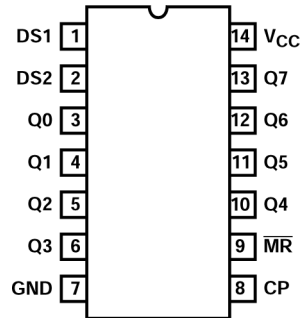 DS1 1 14 VCC
DS2 2 13 Q7
Q0 3 12 Q6
Q1 4 11 Q5
Q2 5 10 Q4
Q3 6 9 M̅R̅
GND 7 8 CP